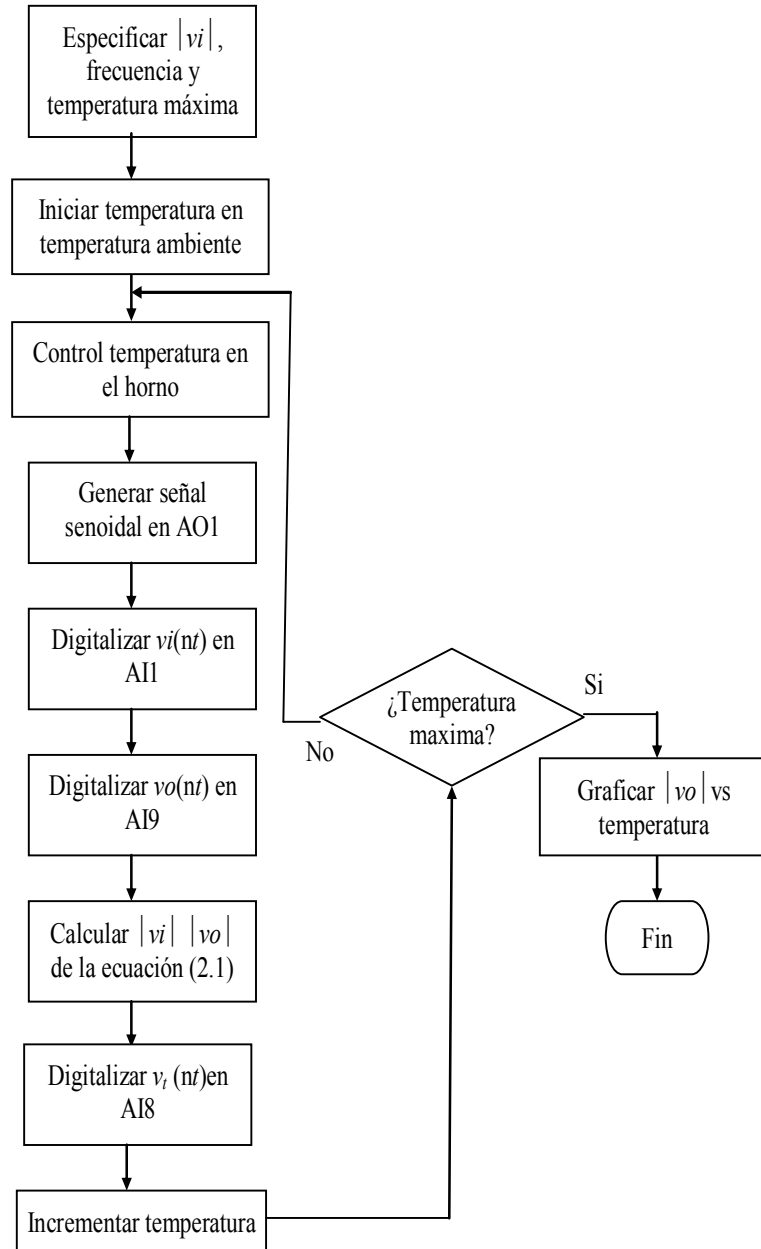 Especificar |vi|,
frecuencia y
temperatura máxima
Iniciar temperatura en
temperatura ambiente
Control temperatura en
el horno
Generar señal
senoidal en AO1
Digitalizar vi(nt) en
AI1
Digitalizar vo(nt) en
AI9
Calcular |vi| |vo|
de la ecuación (2.1)
Digitalizar vₜ (nt)en
AI8
Incrementar temperatura
¿Temperatura
maxima?
No
Si
Graficar |vo| vs
temperatura
Fin